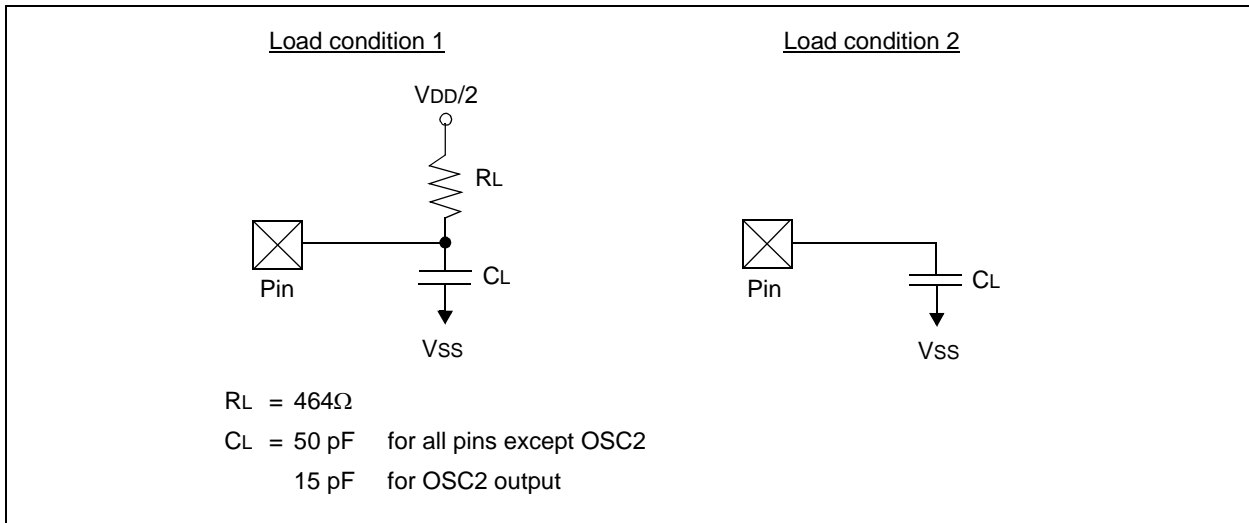 Load condition 1
Load condition 2
VDD/2
RL
Pin
CL
VSS
Pin
CL
VSS
RL = 464Ω
CL = 50 pF for all pins except OSC2
15 pF for OSC2 output